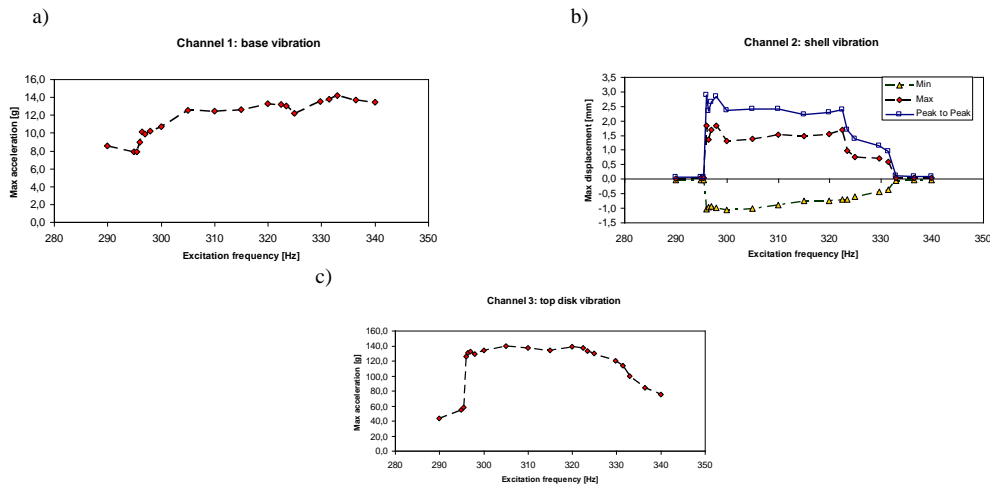 a)
Channel 1: base vibration
Max acceleration [g]
16,0
14,0
12,0
10,0
8,0
6,0
4,0
2,0
0,0
280 290 300 310 320 330 340 350
Excitation frequency [Hz]
b)
Channel 2: shell vibration
Max displacement [mm]
3,5
3,0
2,5
2,0
1,5
1,0
0,5
0,0
-0,5
-1,0
-1,5
Min
Max
Peak to Peak
280 290 300 310 320 330 340 350
Excitation frequency [Hz]
c)
Channel 3: top disk vibration
Max acceleration [g]
160,0
140,0
120,0
100,0
80,0
60,0
40,0
20,0
0,0
280 290 300 310 320 330 340 350
Excitation frequency [Hz]